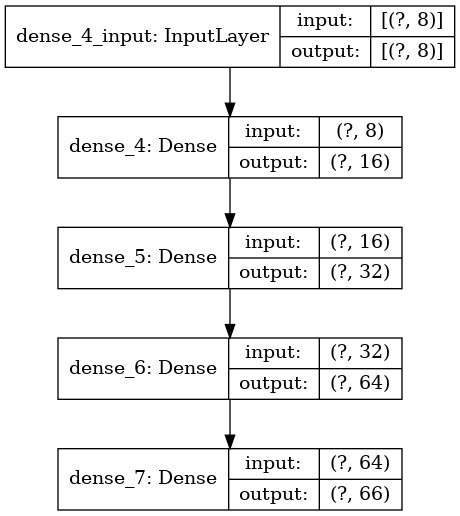 dense_4_input: InputLayer
input: [(?, 8)]
output: [(?, 8)]
dense_4: Dense
input: (?, 8)
output: (?, 16)
dense_5: Dense
input: (?, 16)
output: (?, 32)
dense_6: Dense
input: (?, 32)
output: (?, 64)
dense_7: Dense
input: (?, 64)
output: (?, 66)